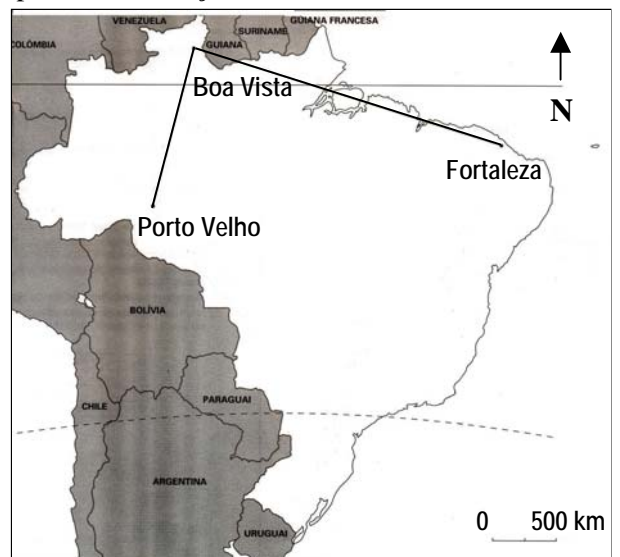 VENEZUELA
SURINAME
GUIANA FRANCESA
COLÔMBIA
GUIANA
Boa Vista
N
Fortaleza
Porto Velho
BOLÍVIA
PARAGUAI
CHILE
ARGENTINA
URUGUAI
0 500 km